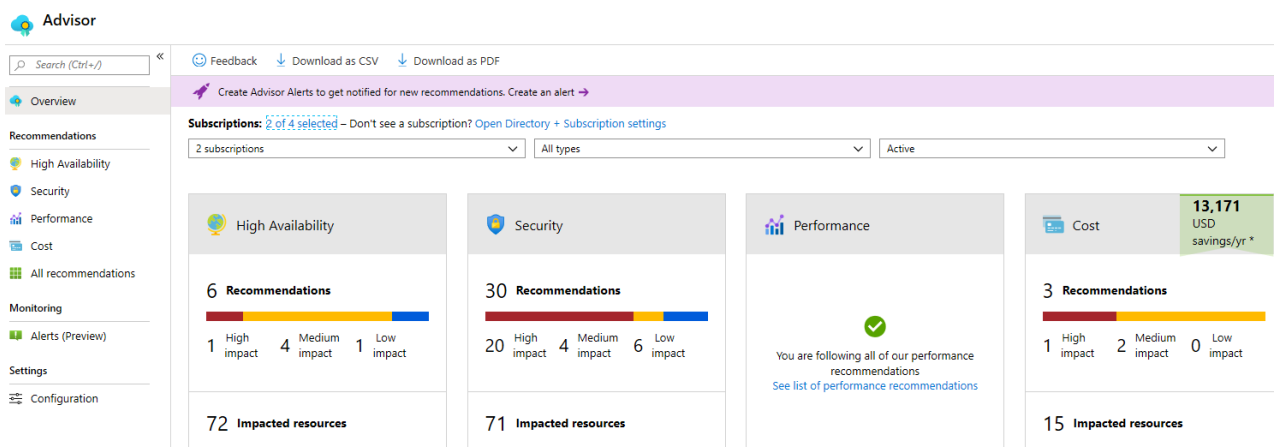 Advisor
Search (Ctrl+/)
«
Overview
Recommendations
High Availability
Security
Performance
Cost
All recommendations
Monitoring
Alerts (Preview)
Settings
Configuration
Feedback
Download as CSV
Download as PDF
Create Advisor Alerts to get notified for new recommendations. Create an alert →
Subscriptions: 2 of 4 selected – Don't see a subscription? Open Directory + Subscription settings
2 subscriptions
All types
Active
High Availability
6 Recommendations
1 High impact
4 Medium impact
1 Low impact
72 Impacted resources
Security
30 Recommendations
20 High impact
4 Medium impact
6 Low impact
71 Impacted resources
Performance
You are following all of our performance
recommendations
See list of performance recommendations
Cost
13,171
USD
savings/yr *
3 Recommendations
1 High impact
2 Medium impact
0 Low impact
15 Impacted resources